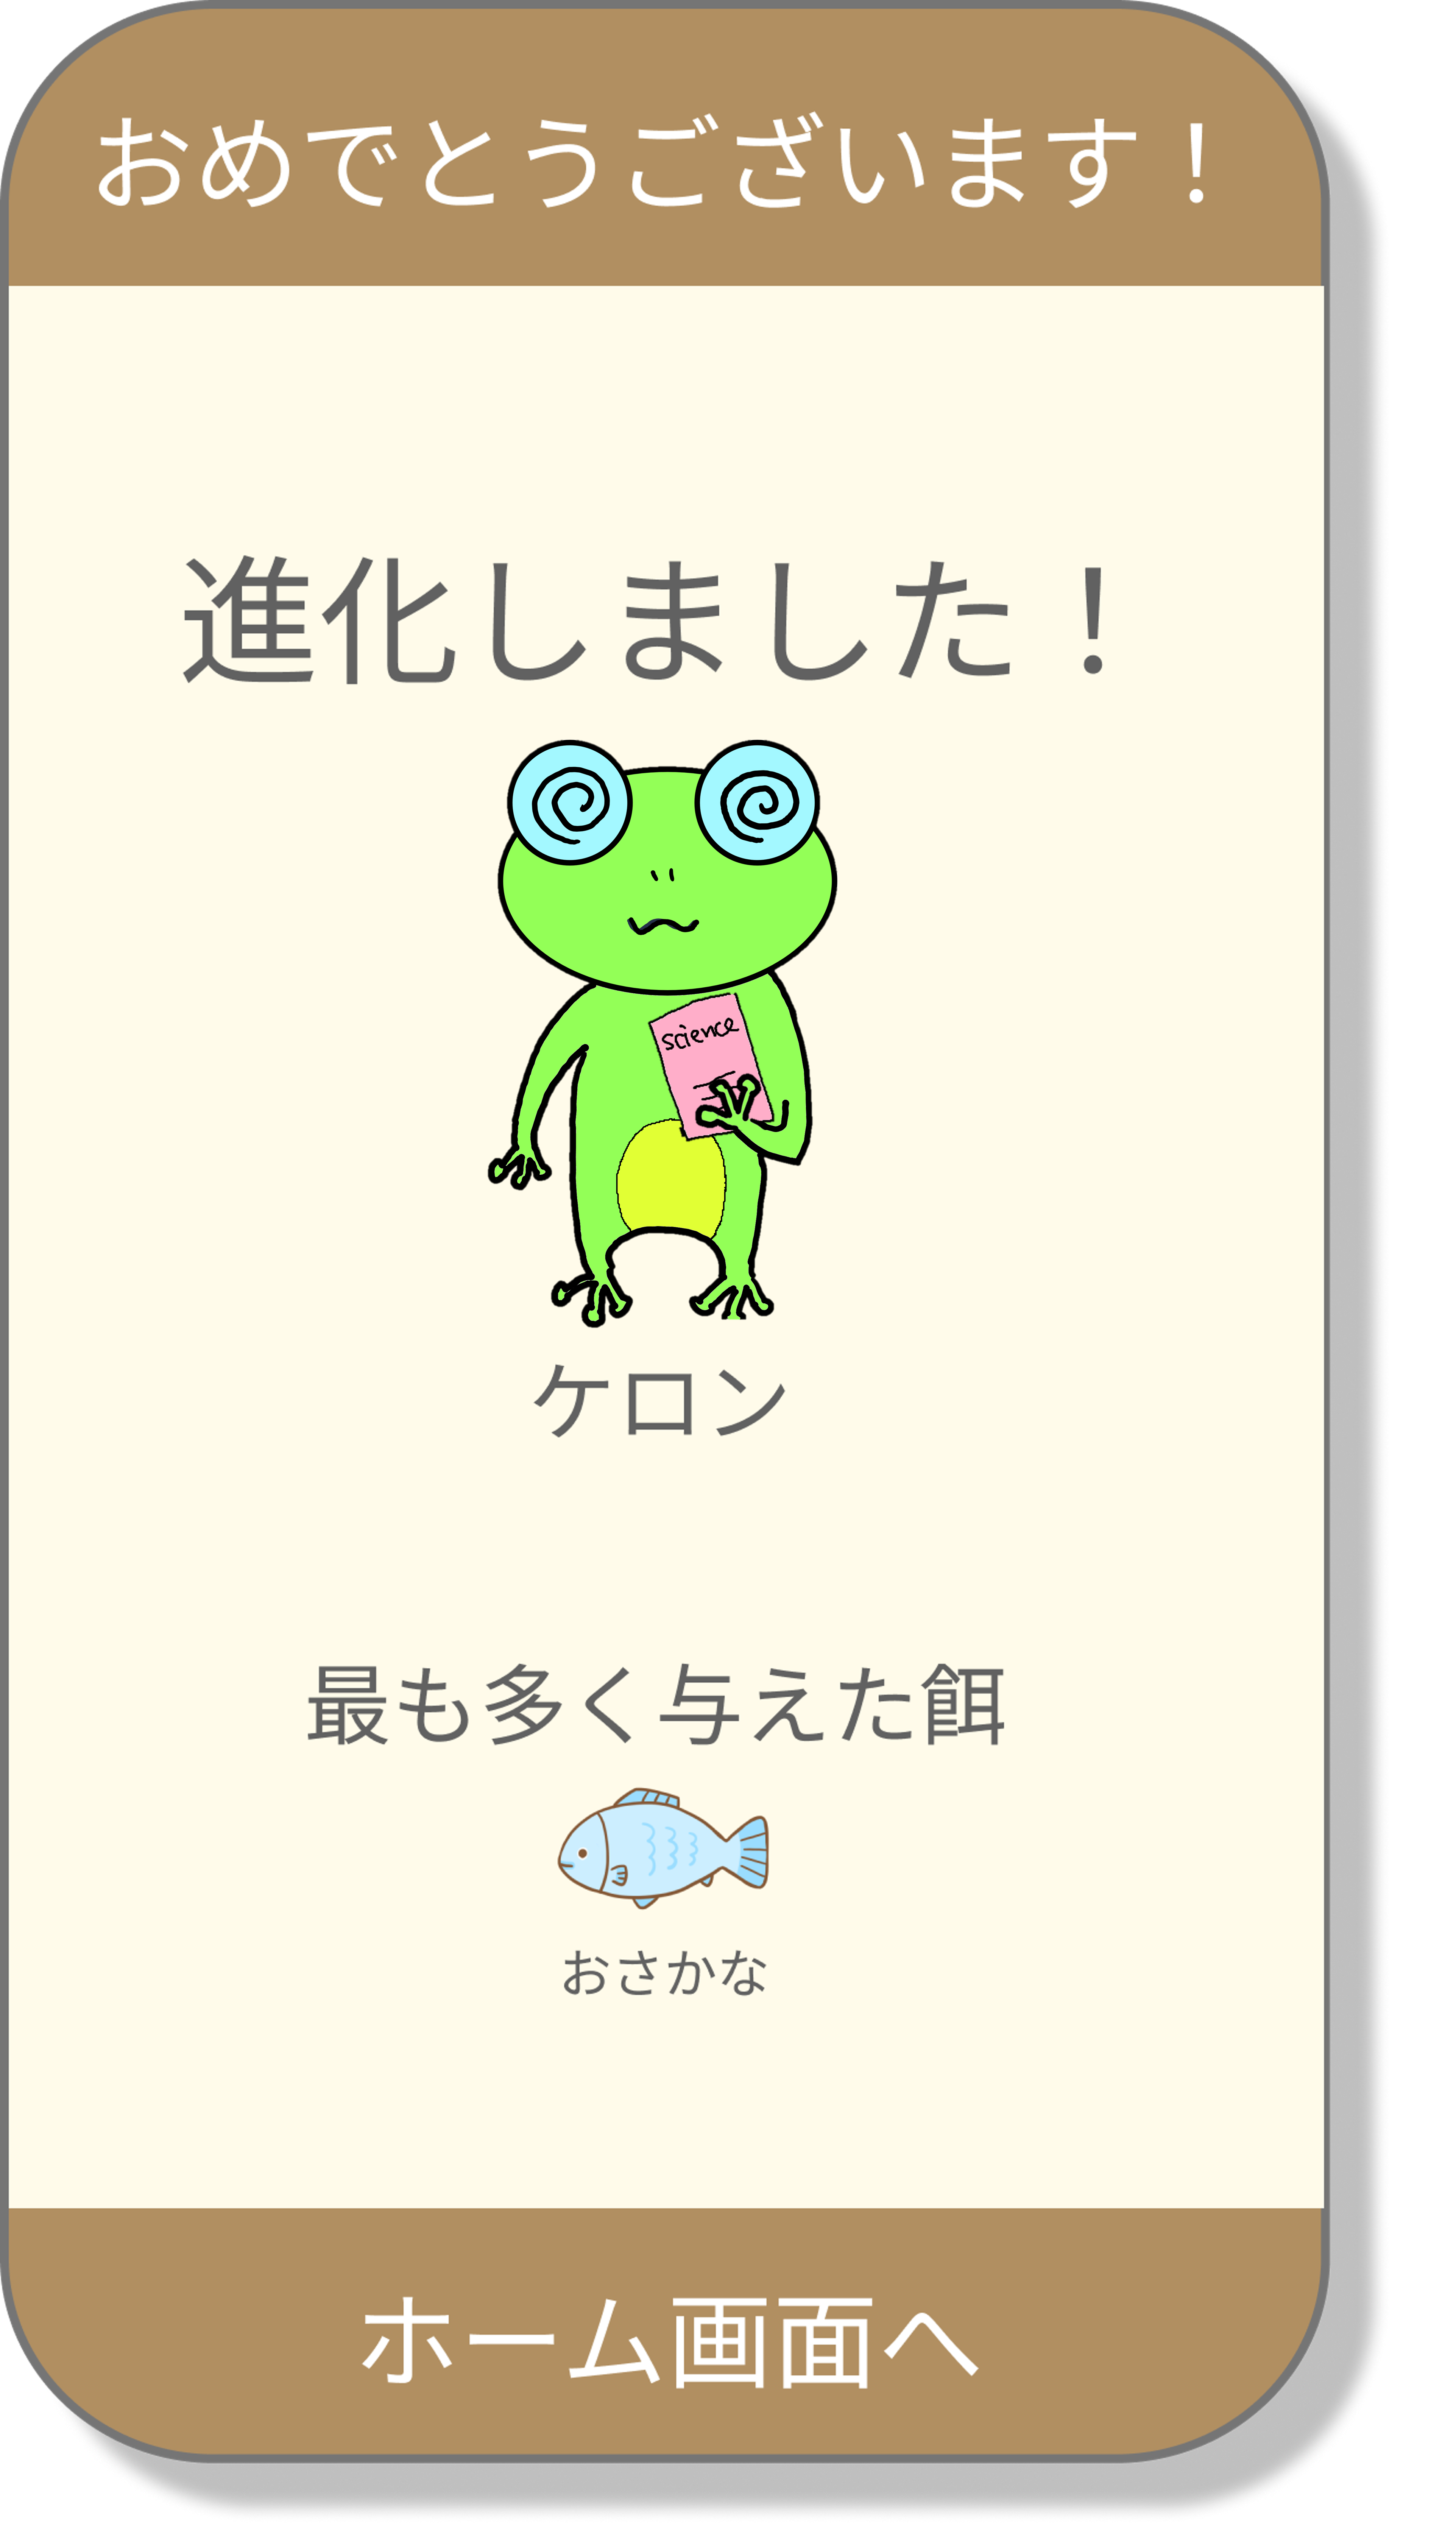 おめでとうございます！
進化しました！
science
ケロン
最も多く与えた餌
おさかな
ホーム画面へ